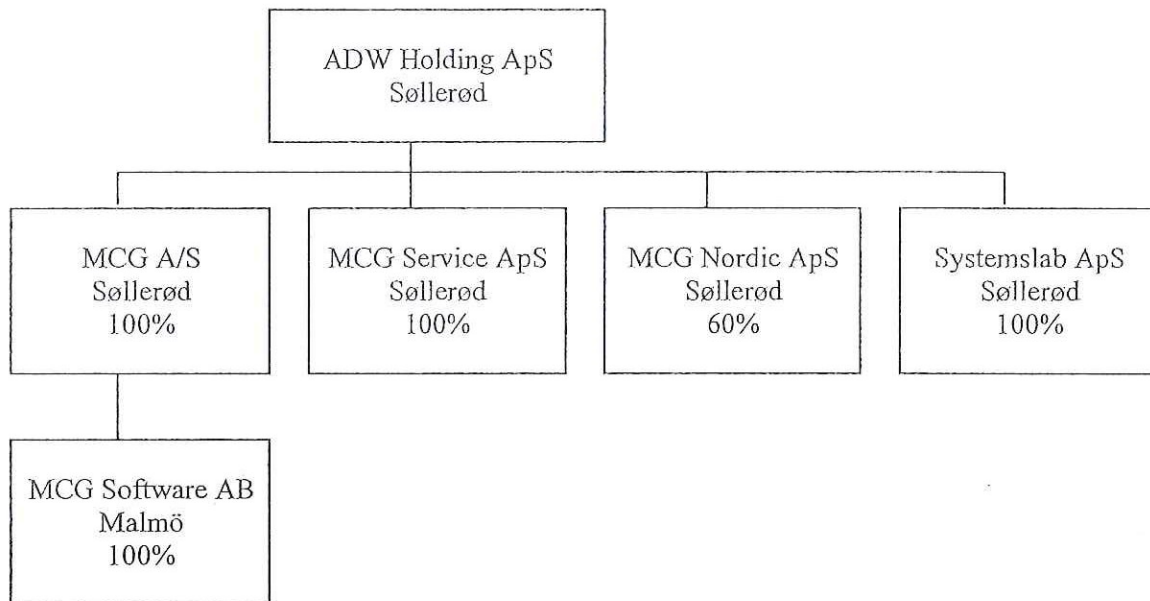 ADW Holding ApS
Søllerød
MCG A/S
Søllerød
100%
MCG Service ApS
Søllerød
100%
MCG Nordic ApS
Søllerød
60%
Systemslab ApS
Søllerød
100%
MCG Software AB
Malmö
100%